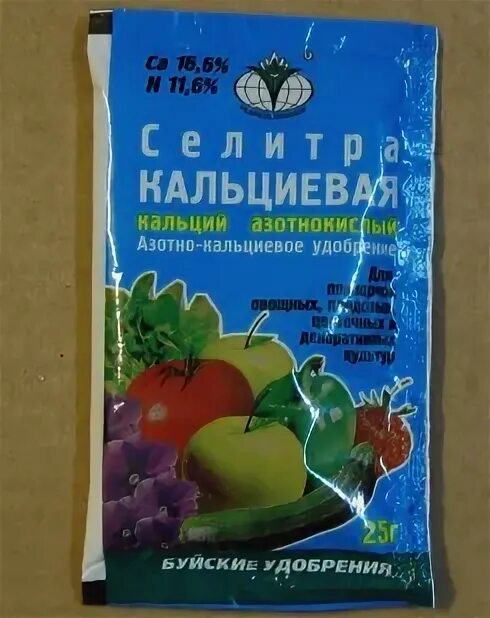 Ca 16,6%
N 11,6%
Селитра
КАЛЬЦИЕВАЯ
кальций азотнокислый
Азотно-кальциевое удобрение
Для
овощных, плодовых
цветочных и
декоративных
культур
25г
БУЙСКИЕ УДОБРЕНИЯ